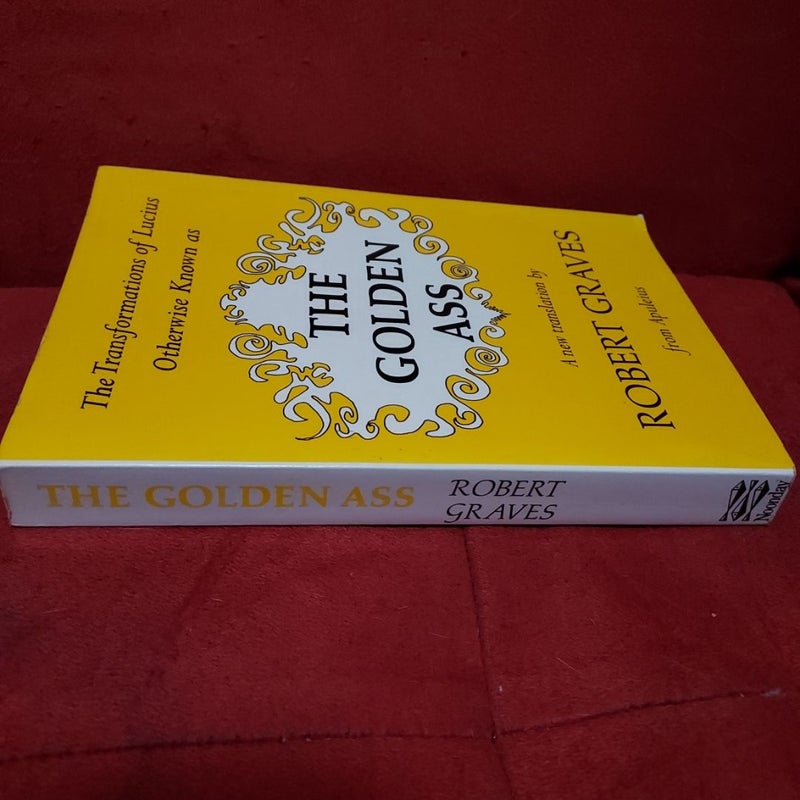 The Transformations of Lucius
Otherwise Known as
THE
GOLDEN
ASS
A new translation by
ROBERT GRAVES
from Apuleius
THE GOLDEN ASS
ROBERT
GRAVES
Noonday